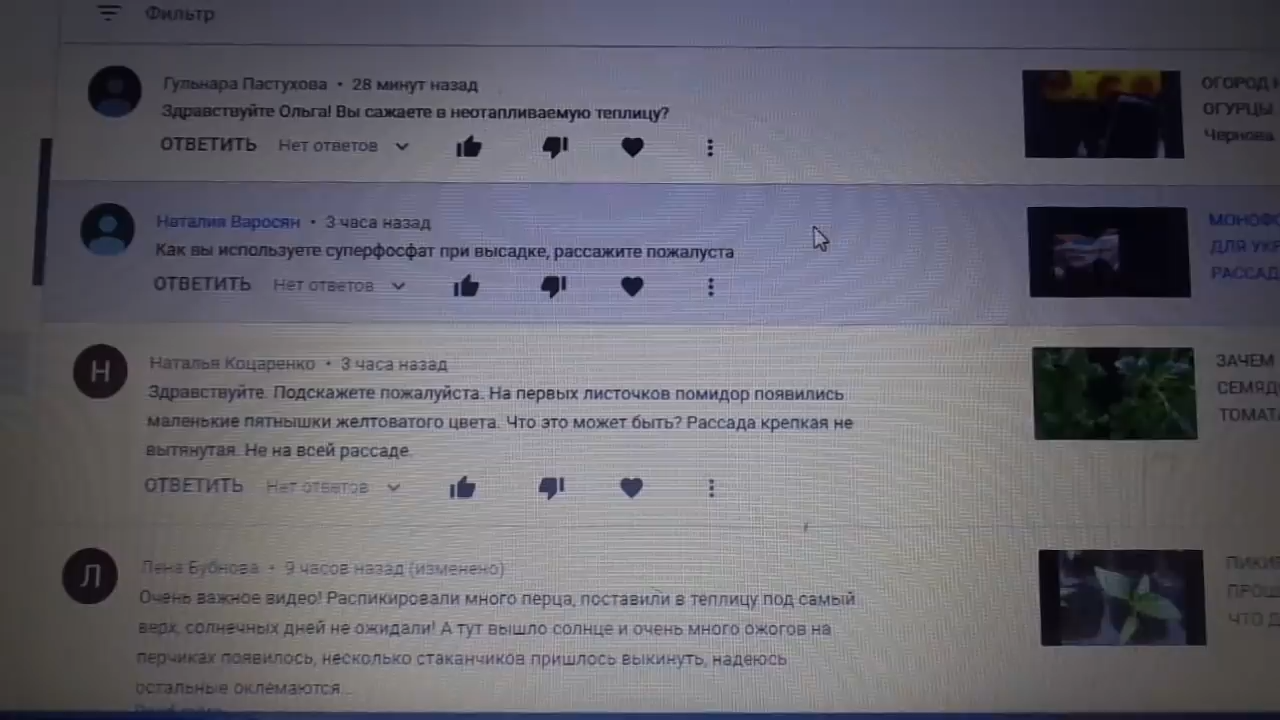 Фильтр
Гульнара Пастухова • 28 минут назад
Здравствуйте Ольга! Вы сажаете в неотапливаемую теплицу?
ОТВЕТИТЬ Нет ответов
ОГОРОД
ОГУРЦЫ
Чернова
Наталия Варосян • 3 часа назад
Как вы используете суперфосфат при высадке, рассажите пожалуста
ОТВЕТИТЬ Нет ответов
МОНОФО
ДЛЯ УКР
РАССАД
Наталья Коцаренко • 3 часа назад
Здравствуйте. Подскажете пожалуйста. На первых листочков помидор появились
маленькие пятнышки желтоватого цвета. Что это может быть? Рассада крепкая не
вытянутая. Не на всей рассаде.
ОТВЕТИТЬ Нет ответов
ЗАЧЕМ
СЕМЯД
ТОМАТ
Н
Л
Лена Бубнова • 9 часов назад (изменено)
Очень важное видео! Распикировали много перца, поставили в теплицу под самый
верх, солнечных дней не ожидали! А тут вышло солнце и очень много ожогов на
перчиках появилось, несколько стаканчиков пришлось выкинуть, надеюсь
остальные оклемаются...
ПИКИР
ПРОШ
ЧТО Д